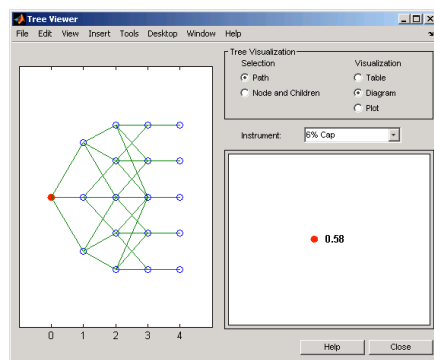 Tree Viewer
File Edit View Insert Tools Desktop Window Help
Tree Visualization
Selection
Visualization
Path
Table
Node and Children
Diagram
Plot
Instrument: 6% Cap
0.58
0 1 2 3 4
Help Close